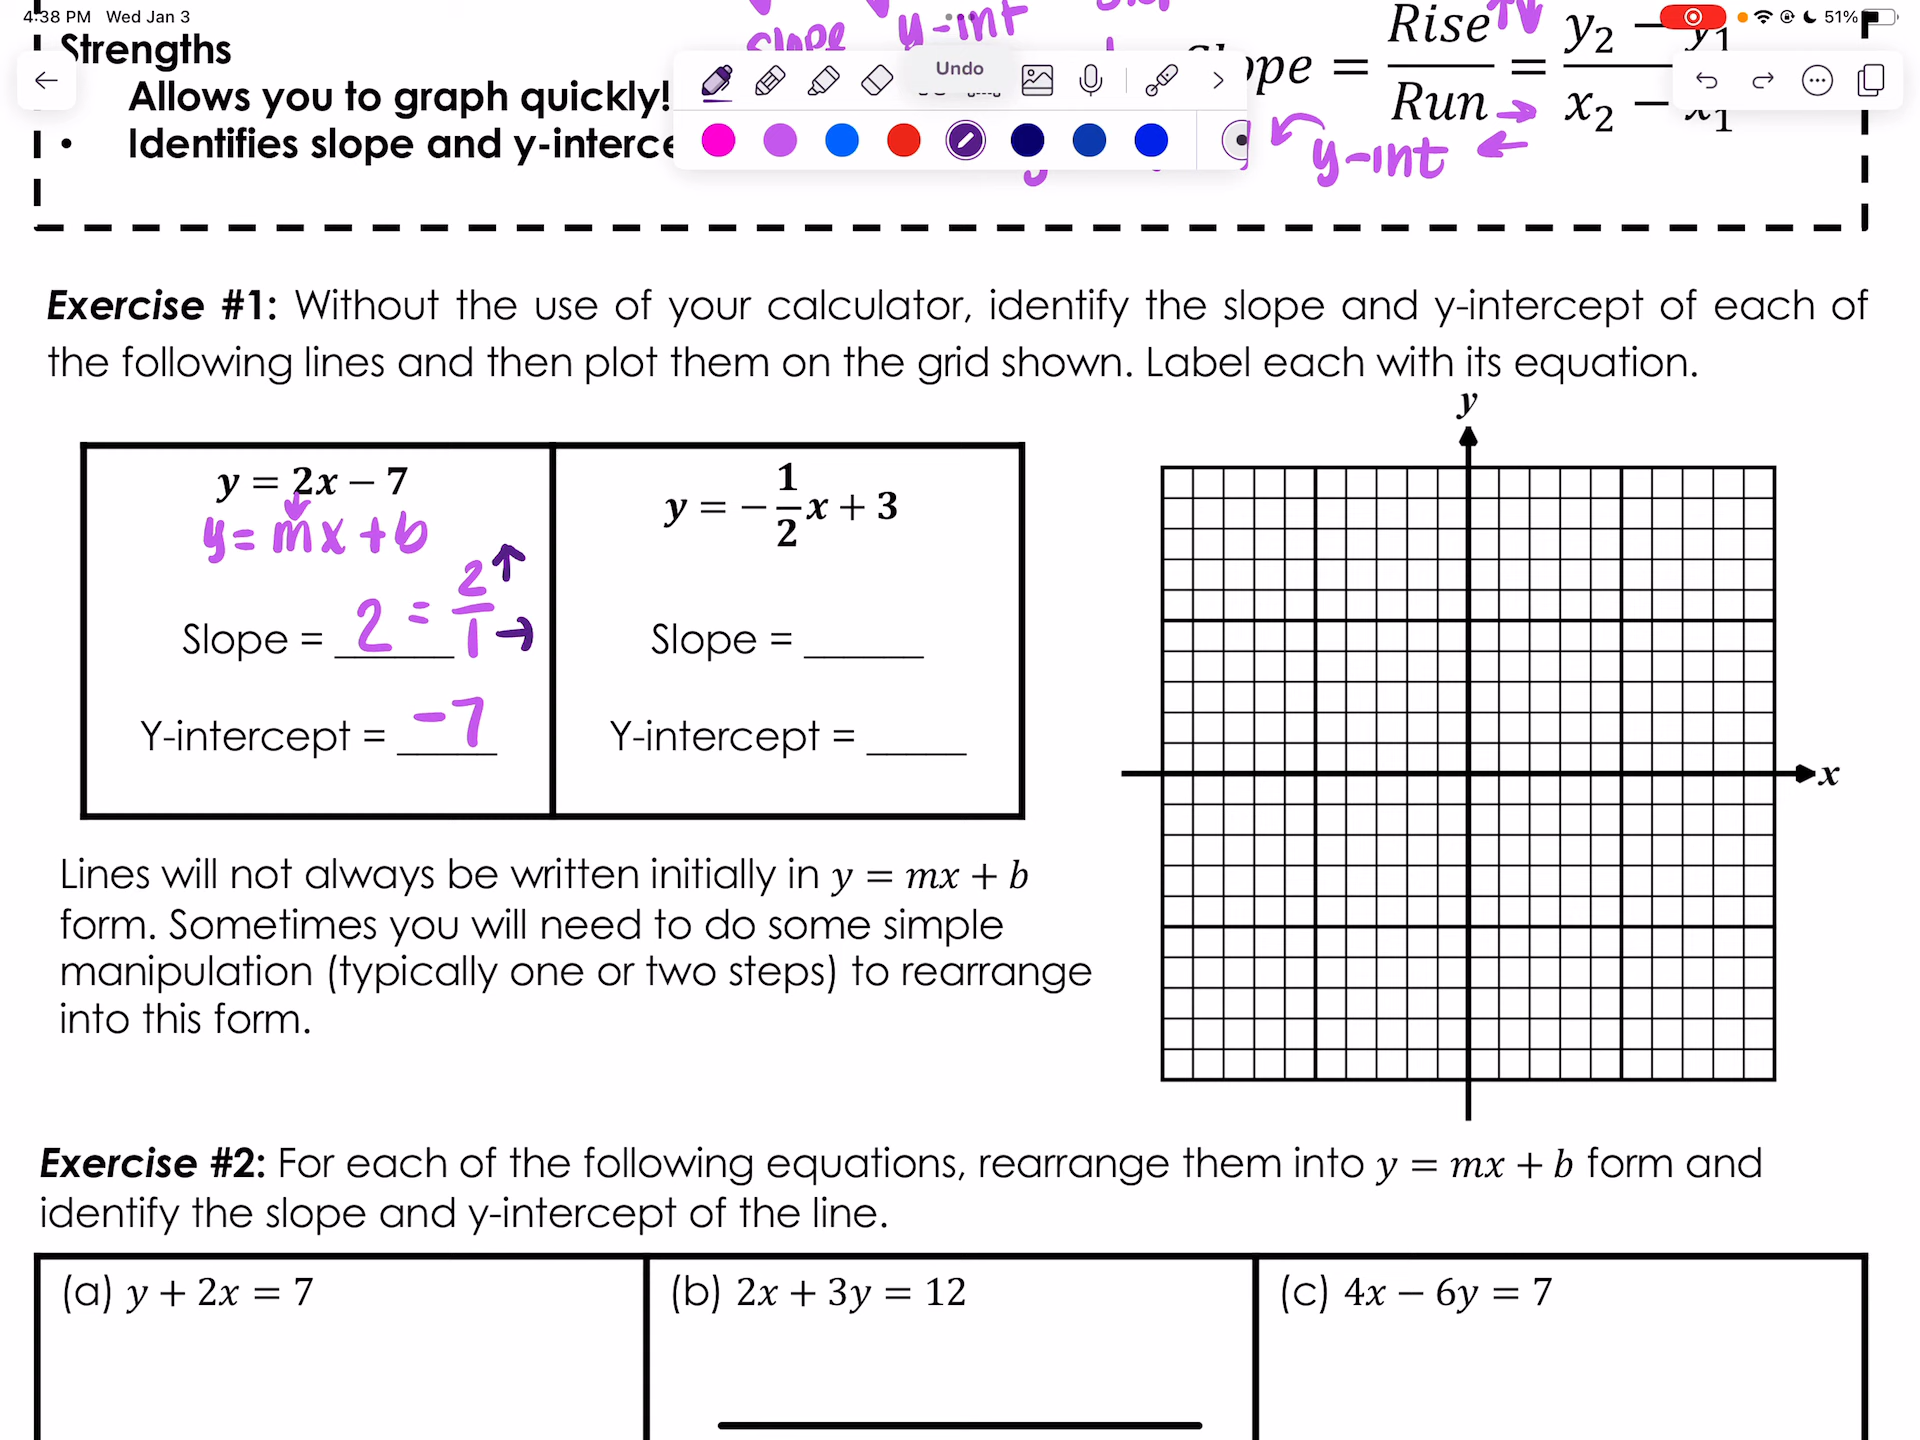 4:38 PM Wed Jan 3
51%
Strengths
Allows you to graph quickly!
• Identifies slope and y-interce
slope y-int
Undo
ope = Rise/Run = y₂ − y₁/x₂ − x₁
y-int
Exercise #1: Without the use of your calculator, identify the slope and y-intercept of each of
the following lines and then plot them on the grid shown. Label each with its equation.
y = 2x − 7
y = mx + b
Slope = 2 = 2/1
Y-intercept = -7
y = −1/2x + 3
Slope = ______
Y-intercept = _____
y
x
Lines will not always be written initially in y = mx + b
form. Sometimes you will need to do some simple
manipulation (typically one or two steps) to rearrange
into this form.
Exercise #2: For each of the following equations, rearrange them into y = mx + b form and
identify the slope and y-intercept of the line.
(a) y + 2x = 7
(b) 2x + 3y = 12
(c) 4x − 6y = 7